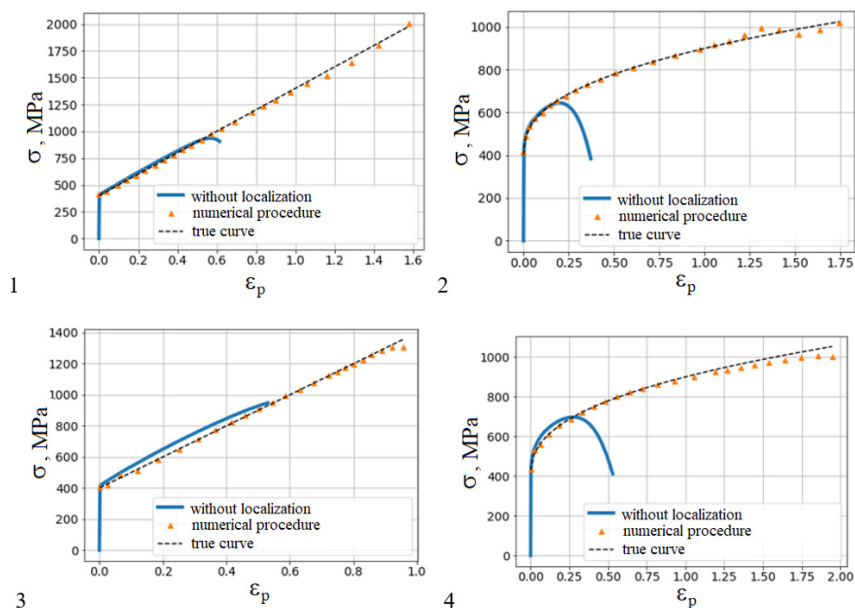 2000
1750
1500
1250
1000
750
500
250
0
σ , MPa
without localization
numerical procedure
true curve
0.0 0.2 0.4 0.6 0.8 1.0 1.2 1.4 1.6
εp
1
1000
800
600
400
200
0
σ , MPa
without localization
numerical procedure
true curve
0.00 0.25 0.50 0.75 1.00 1.25 1.50 1.75
εp
2
1400
1200
1000
800
600
400
200
0
σ , MPa
without localization
numerical procedure
true curve
0.0 0.2 0.4 0.6 0.8 1.0
εp
3
1000
800
600
400
200
0
σ , MPa
without localization
numerical procedure
true curve
0.00 0.25 0.50 0.75 1.00 1.25 1.50 1.75 2.00
εp
4